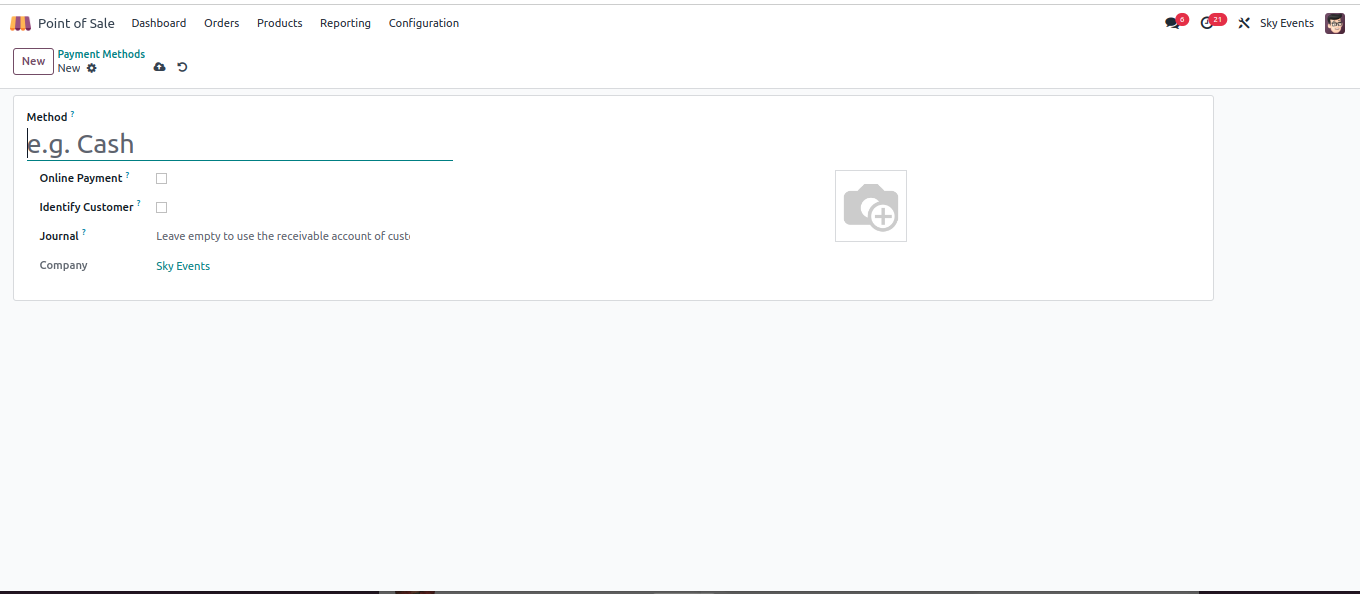 Point of Sale Dashboard Orders Products Reporting Configuration 6 21 Sky Events
New Payment Methods
New
Method ?
e.g. Cash
Online Payment ?
Identify Customer ?
Journal ? Leave empty to use the receivable account of custo
Company Sky Events